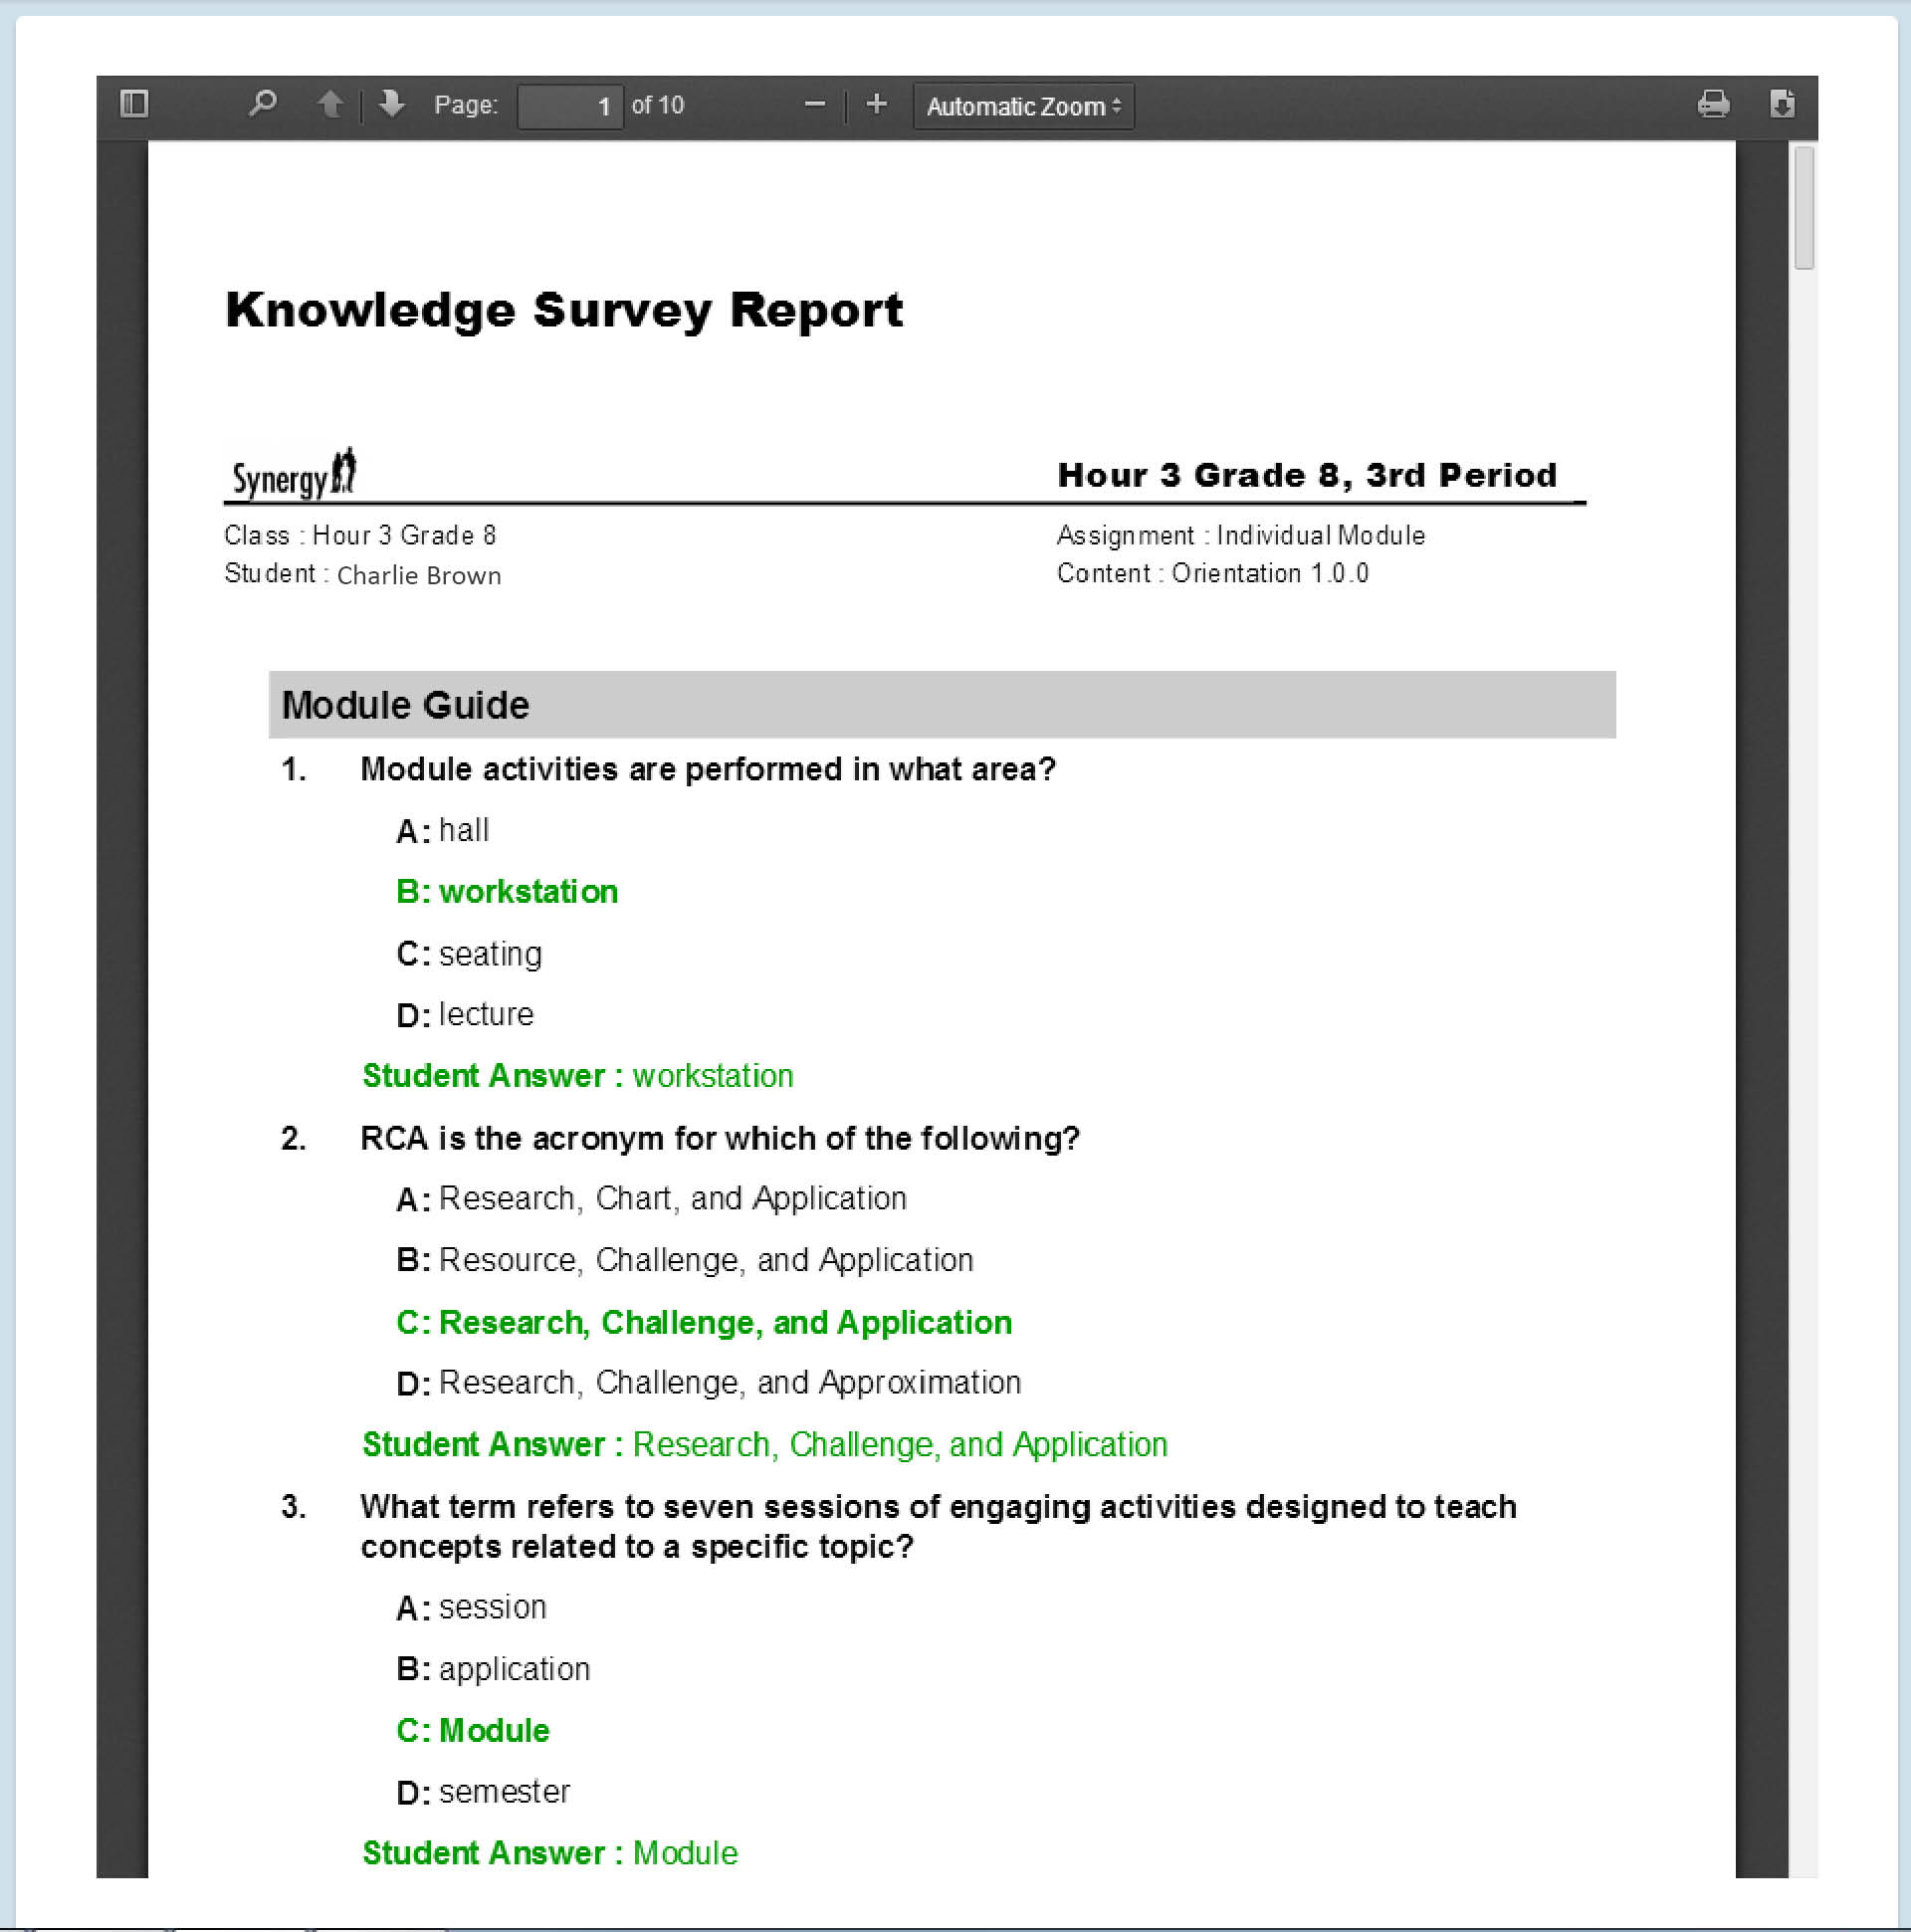 Page: 1 of 10 Automatic Zoom
Knowledge Survey Report
Synergy
Hour 3 Grade 8, 3rd Period
Class : Hour 3 Grade 8
Assignment : Individual Module
Student : Charlie Brown
Content : Orientation 1.0.0
Module Guide
1. Module activities are performed in what area?
A: hall
B: workstation
C: seating
D: lecture
Student Answer : workstation
2. RCA is the acronym for which of the following?
A: Research, Chart, and Application
B: Resource, Challenge, and Application
C: Research, Challenge, and Application
D: Research, Challenge, and Approximation
Student Answer : Research, Challenge, and Application
3. What term refers to seven sessions of engaging activities designed to teach
concepts related to a specific topic?
A: session
B: application
C: Module
D: semester
Student Answer : Module